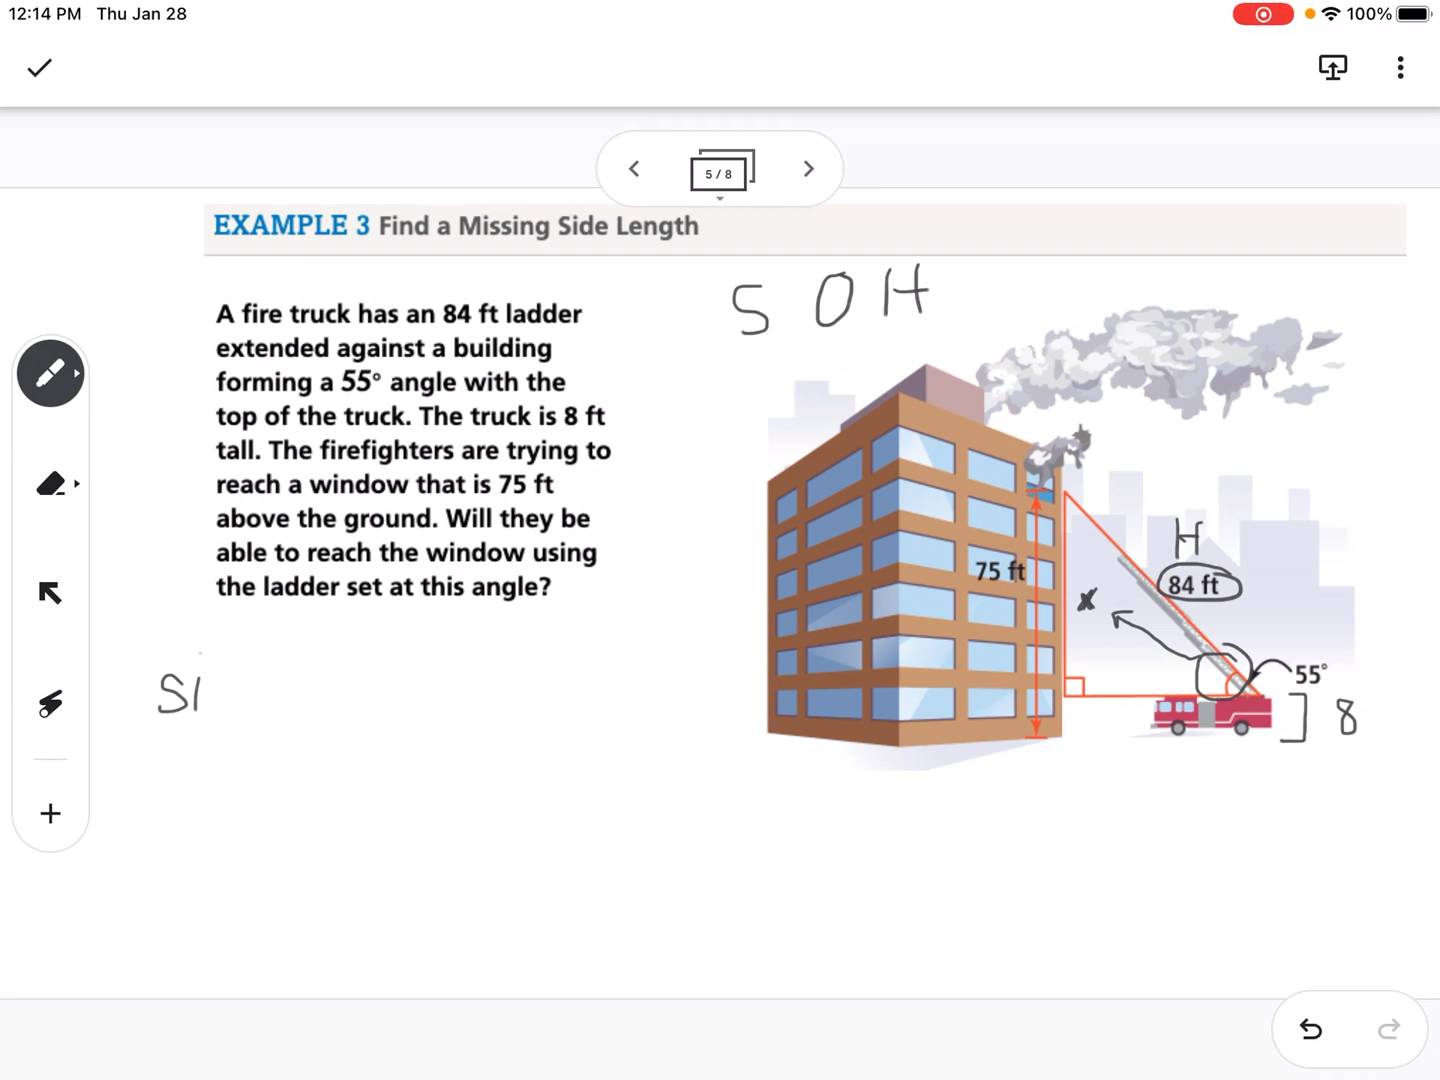 12:14 PM Thu Jan 28
100%
5 / 8
EXAMPLE 3 Find a Missing Side Length
S O H
A fire truck has an 84 ft ladder
extended against a building
forming a 55° angle with the
top of the truck. The truck is 8 ft
tall. The firefighters are trying to
reach a window that is 75 ft
above the ground. Will they be
able to reach the window using
the ladder set at this angle?
H
75 ft
84 ft
x
55°
8
Si